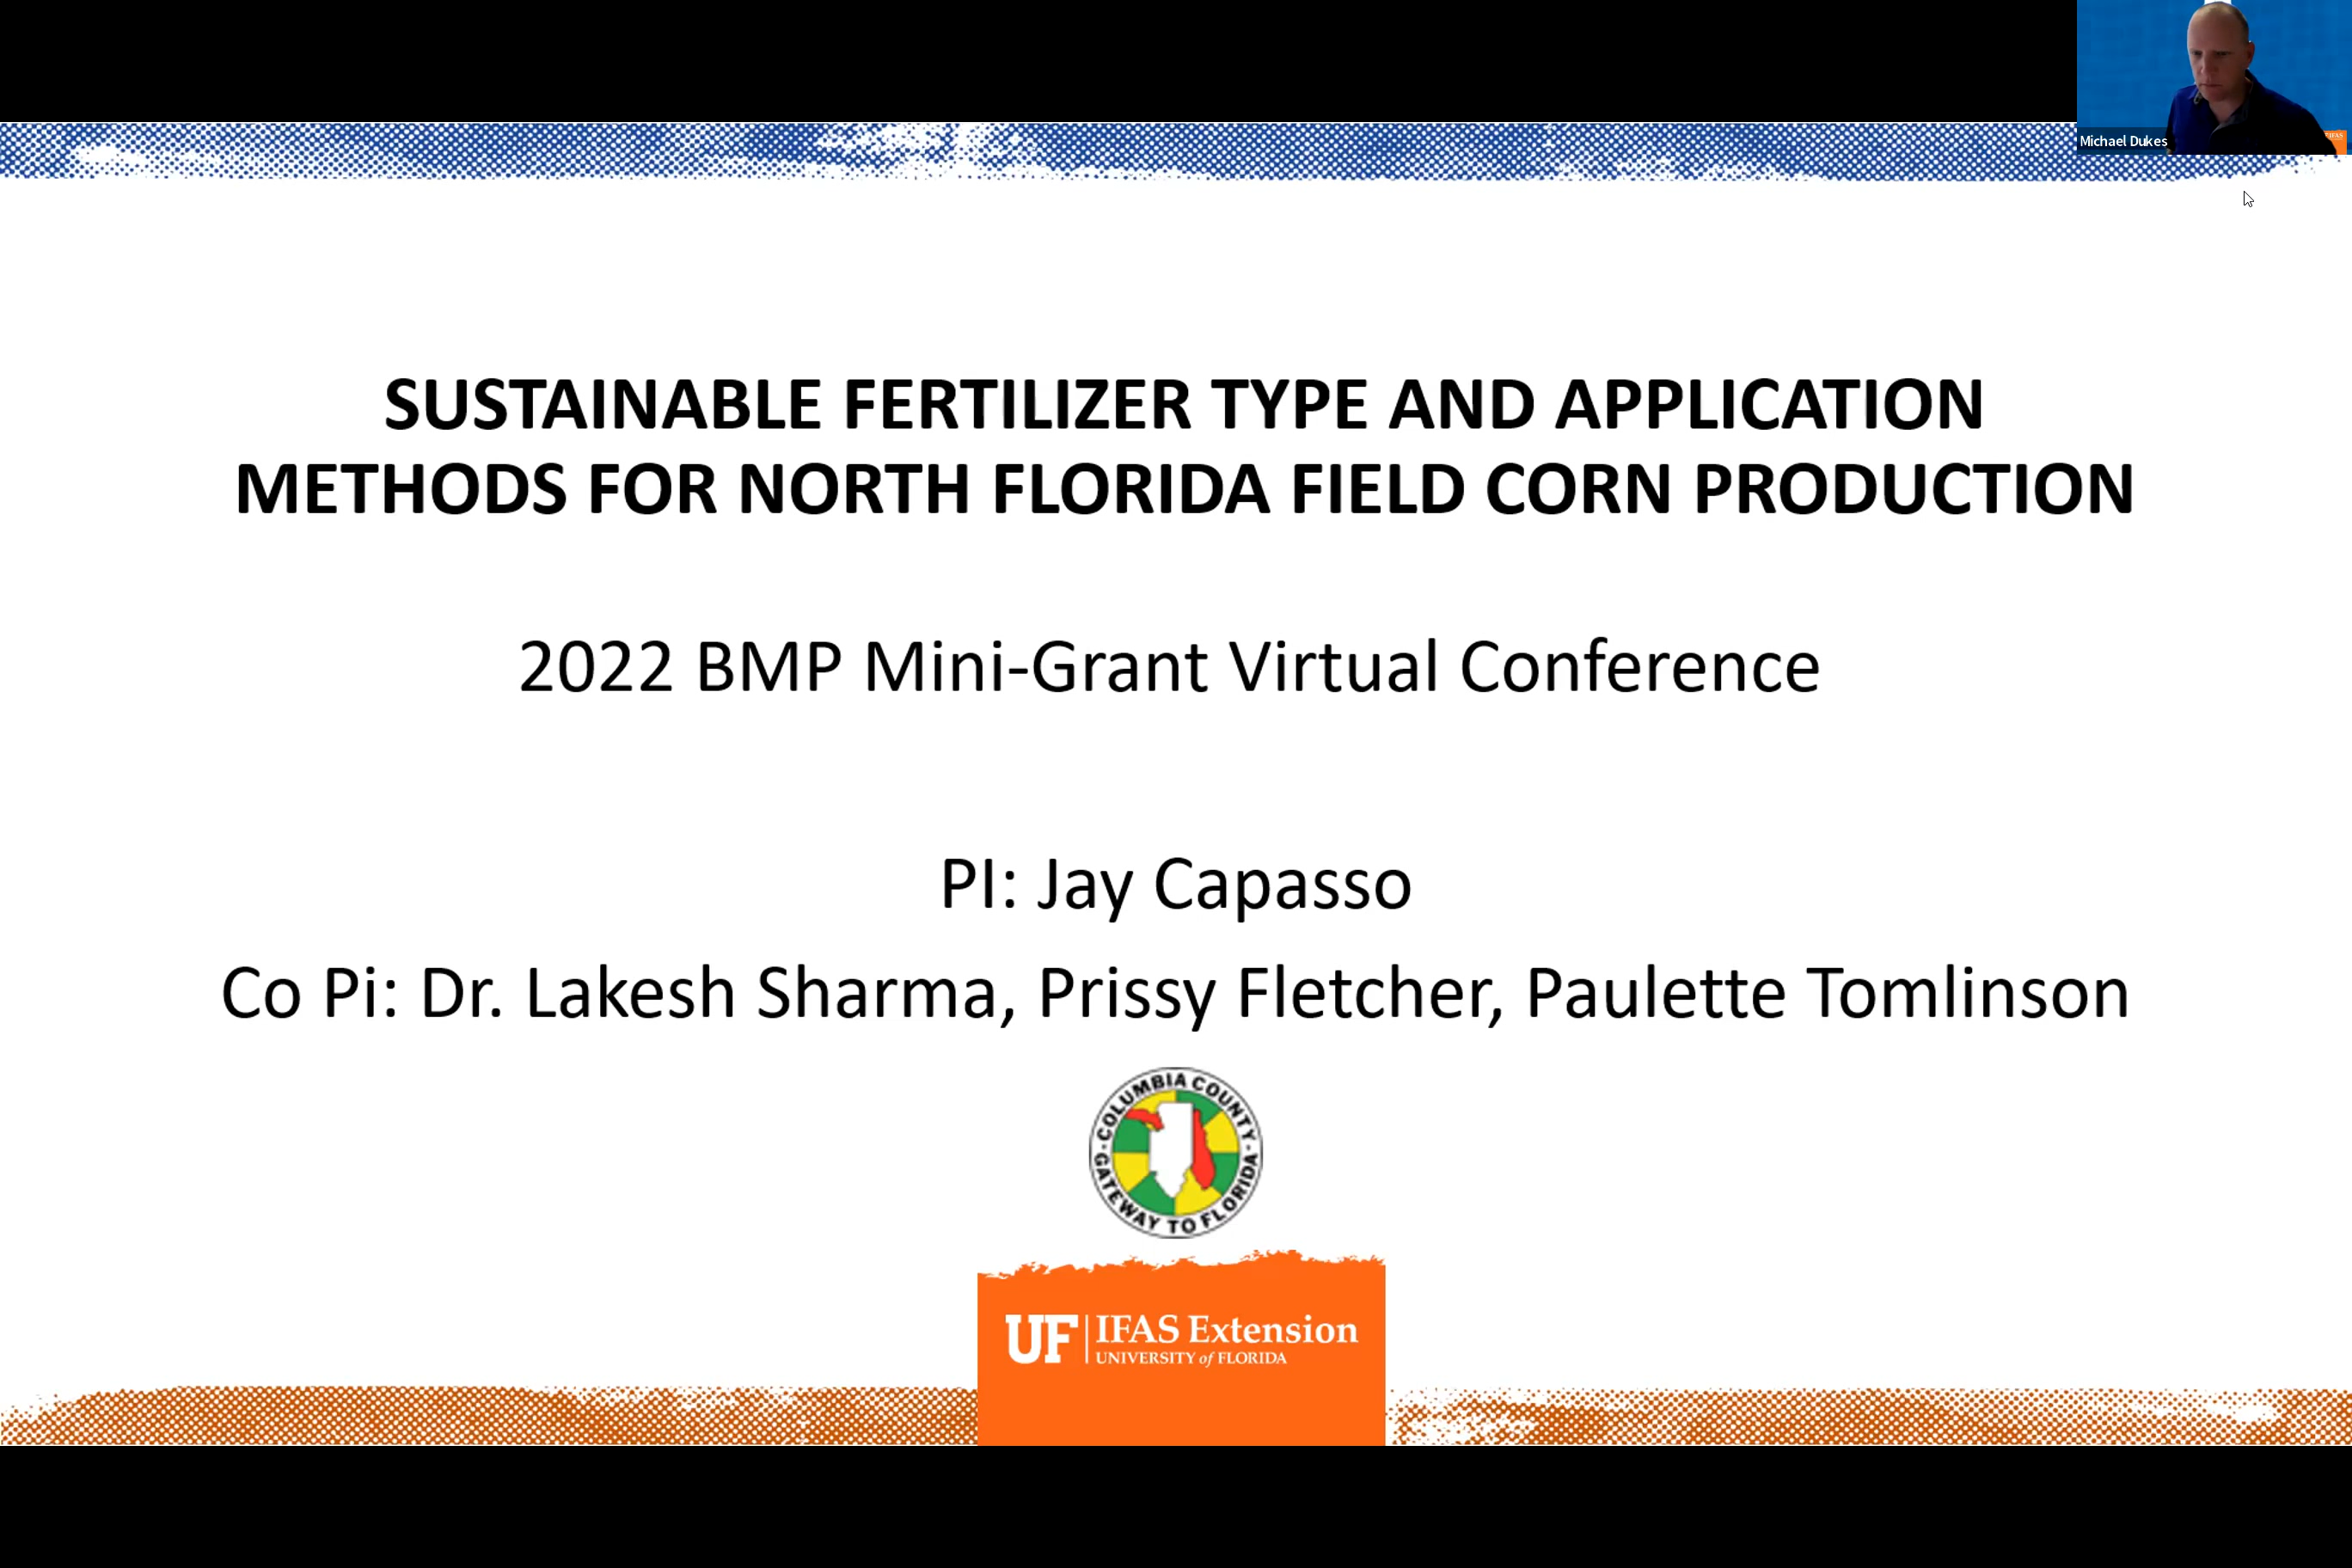 Michael Dukes
SUSTAINABLE FERTILIZER TYPE AND APPLICATION
METHODS FOR NORTH FLORIDA FIELD CORN PRODUCTION
2022 BMP Mini-Grant Virtual Conference
PI: Jay Capasso
Co Pi: Dr. Lakesh Sharma, Prissy Fletcher, Paulette Tomlinson
COLUMBIA COUNTY
GATEWAY TO FLORIDA
UF IFAS Extension
UNIVERSITY of FLORIDA